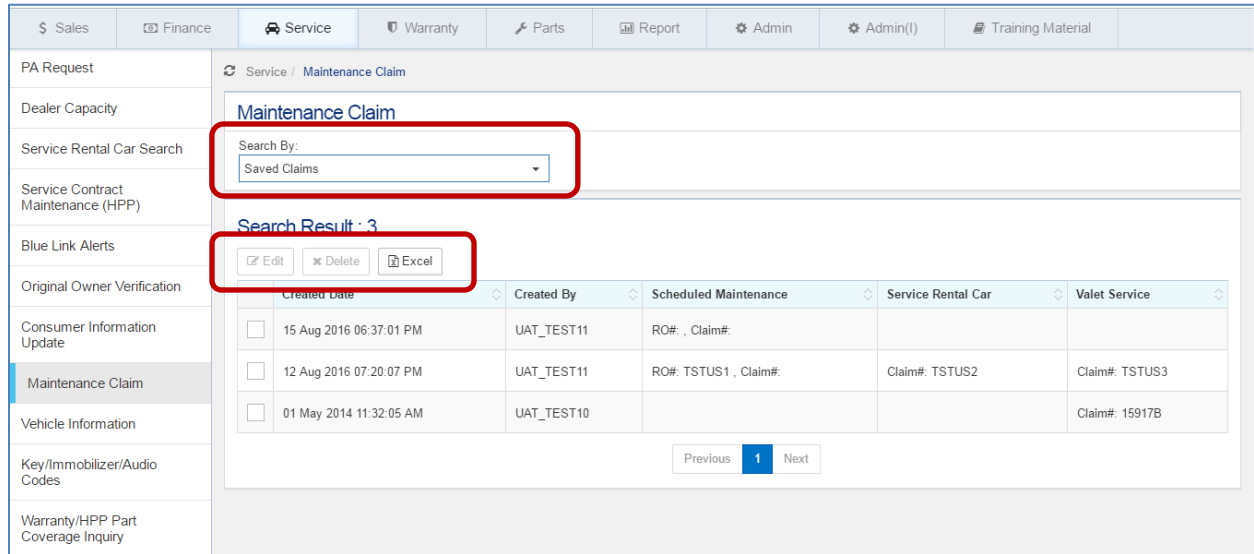 $ Sales Finance Service Warranty Parts Report Admin Admin(I) Training Material
PA Request
Dealer Capacity
Service Rental Car Search
Service Contract
Maintenance (HPP)
Blue Link Alerts
Original Owner Verification
Consumer Information
Update
Maintenance Claim
Vehicle Information
Key/Immobilizer/Audio
Codes
Warranty/HPP Part
Coverage Inquiry
Service / Maintenance Claim
Maintenance Claim
Search By:
Saved Claims
Search Result : 3
Edit Delete Excel
Created Date Created By Scheduled Maintenance Service Rental Car Valet Service
15 Aug 2016 06:37:01 PM UAT_TEST11 RO#: , Claim#:
12 Aug 2016 07:20:07 PM UAT_TEST11 RO#: TSTUS1 , Claim#: Claim#: TSTUS2 Claim#: TSTUS3
01 May 2014 11:32:05 AM UAT_TEST10 Claim#: 15917B
Previous 1 Next